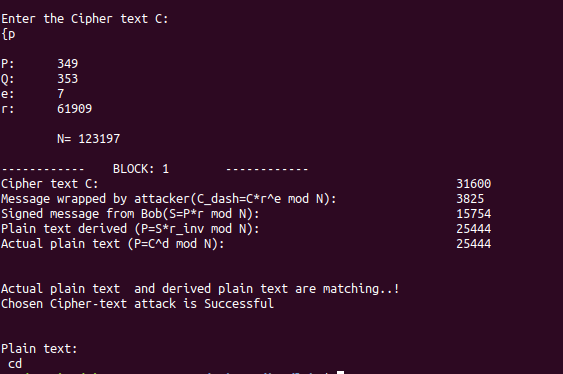 Enter the Cipher text C:
{p
P: 349
Q: 353
e: 7
r: 61909
N= 123197
------------ BLOCK: 1 ------------
Cipher text C: 31600
Message wrapped by attacker(C_dash=C*r^e mod N): 3825
Signed message from Bob(S=P*r mod N): 15754
Plain text derived (P=S*r_inv mod N): 25444
Actual plain text (P=C^d mod N): 25444
Actual plain text  and derived plain text are matching..!
Chosen Cipher-text attack is Successful
Plain text:
cd